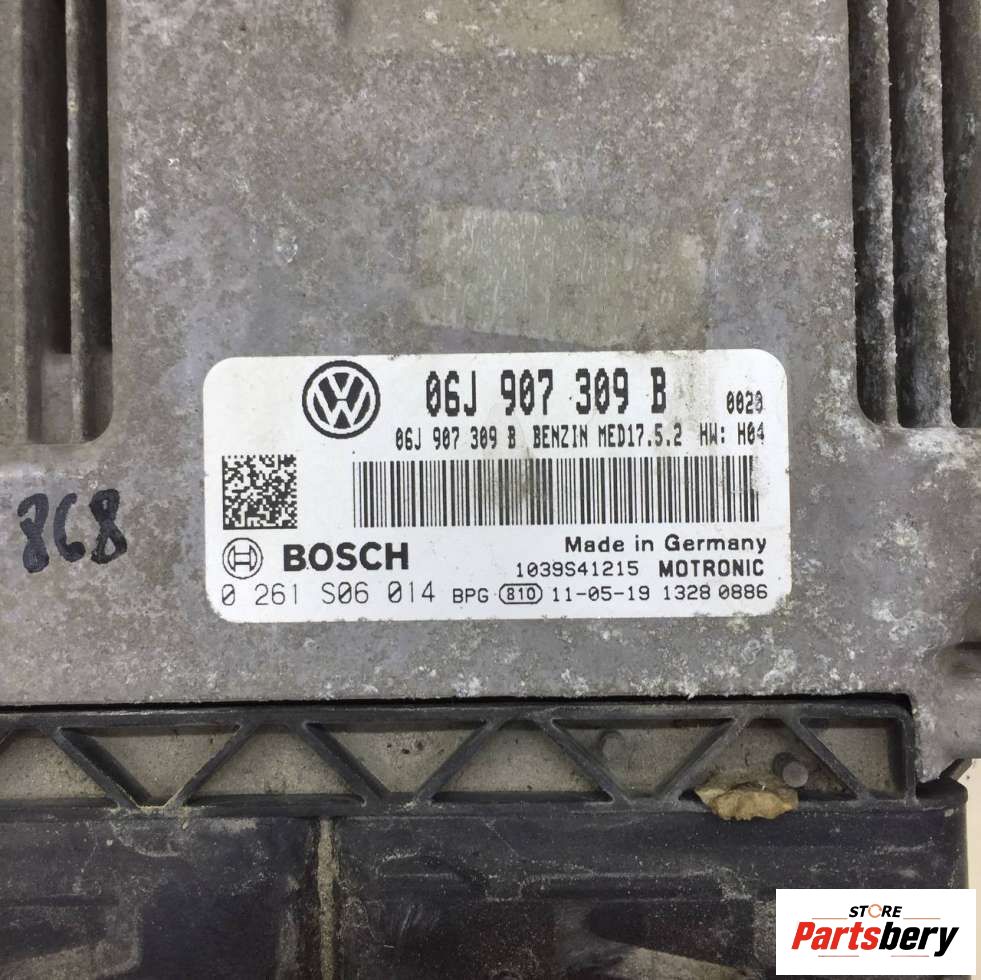 06J 907 309 B 0020
06J 907 309 B BENZIN MED17.5.2 HW: H04
868
BOSCH
Made in Germany
1039S41215 MOTRONIC
0 261 S06 014 BPG 810 11-05-19 1328 0886
STORE
Partsbery